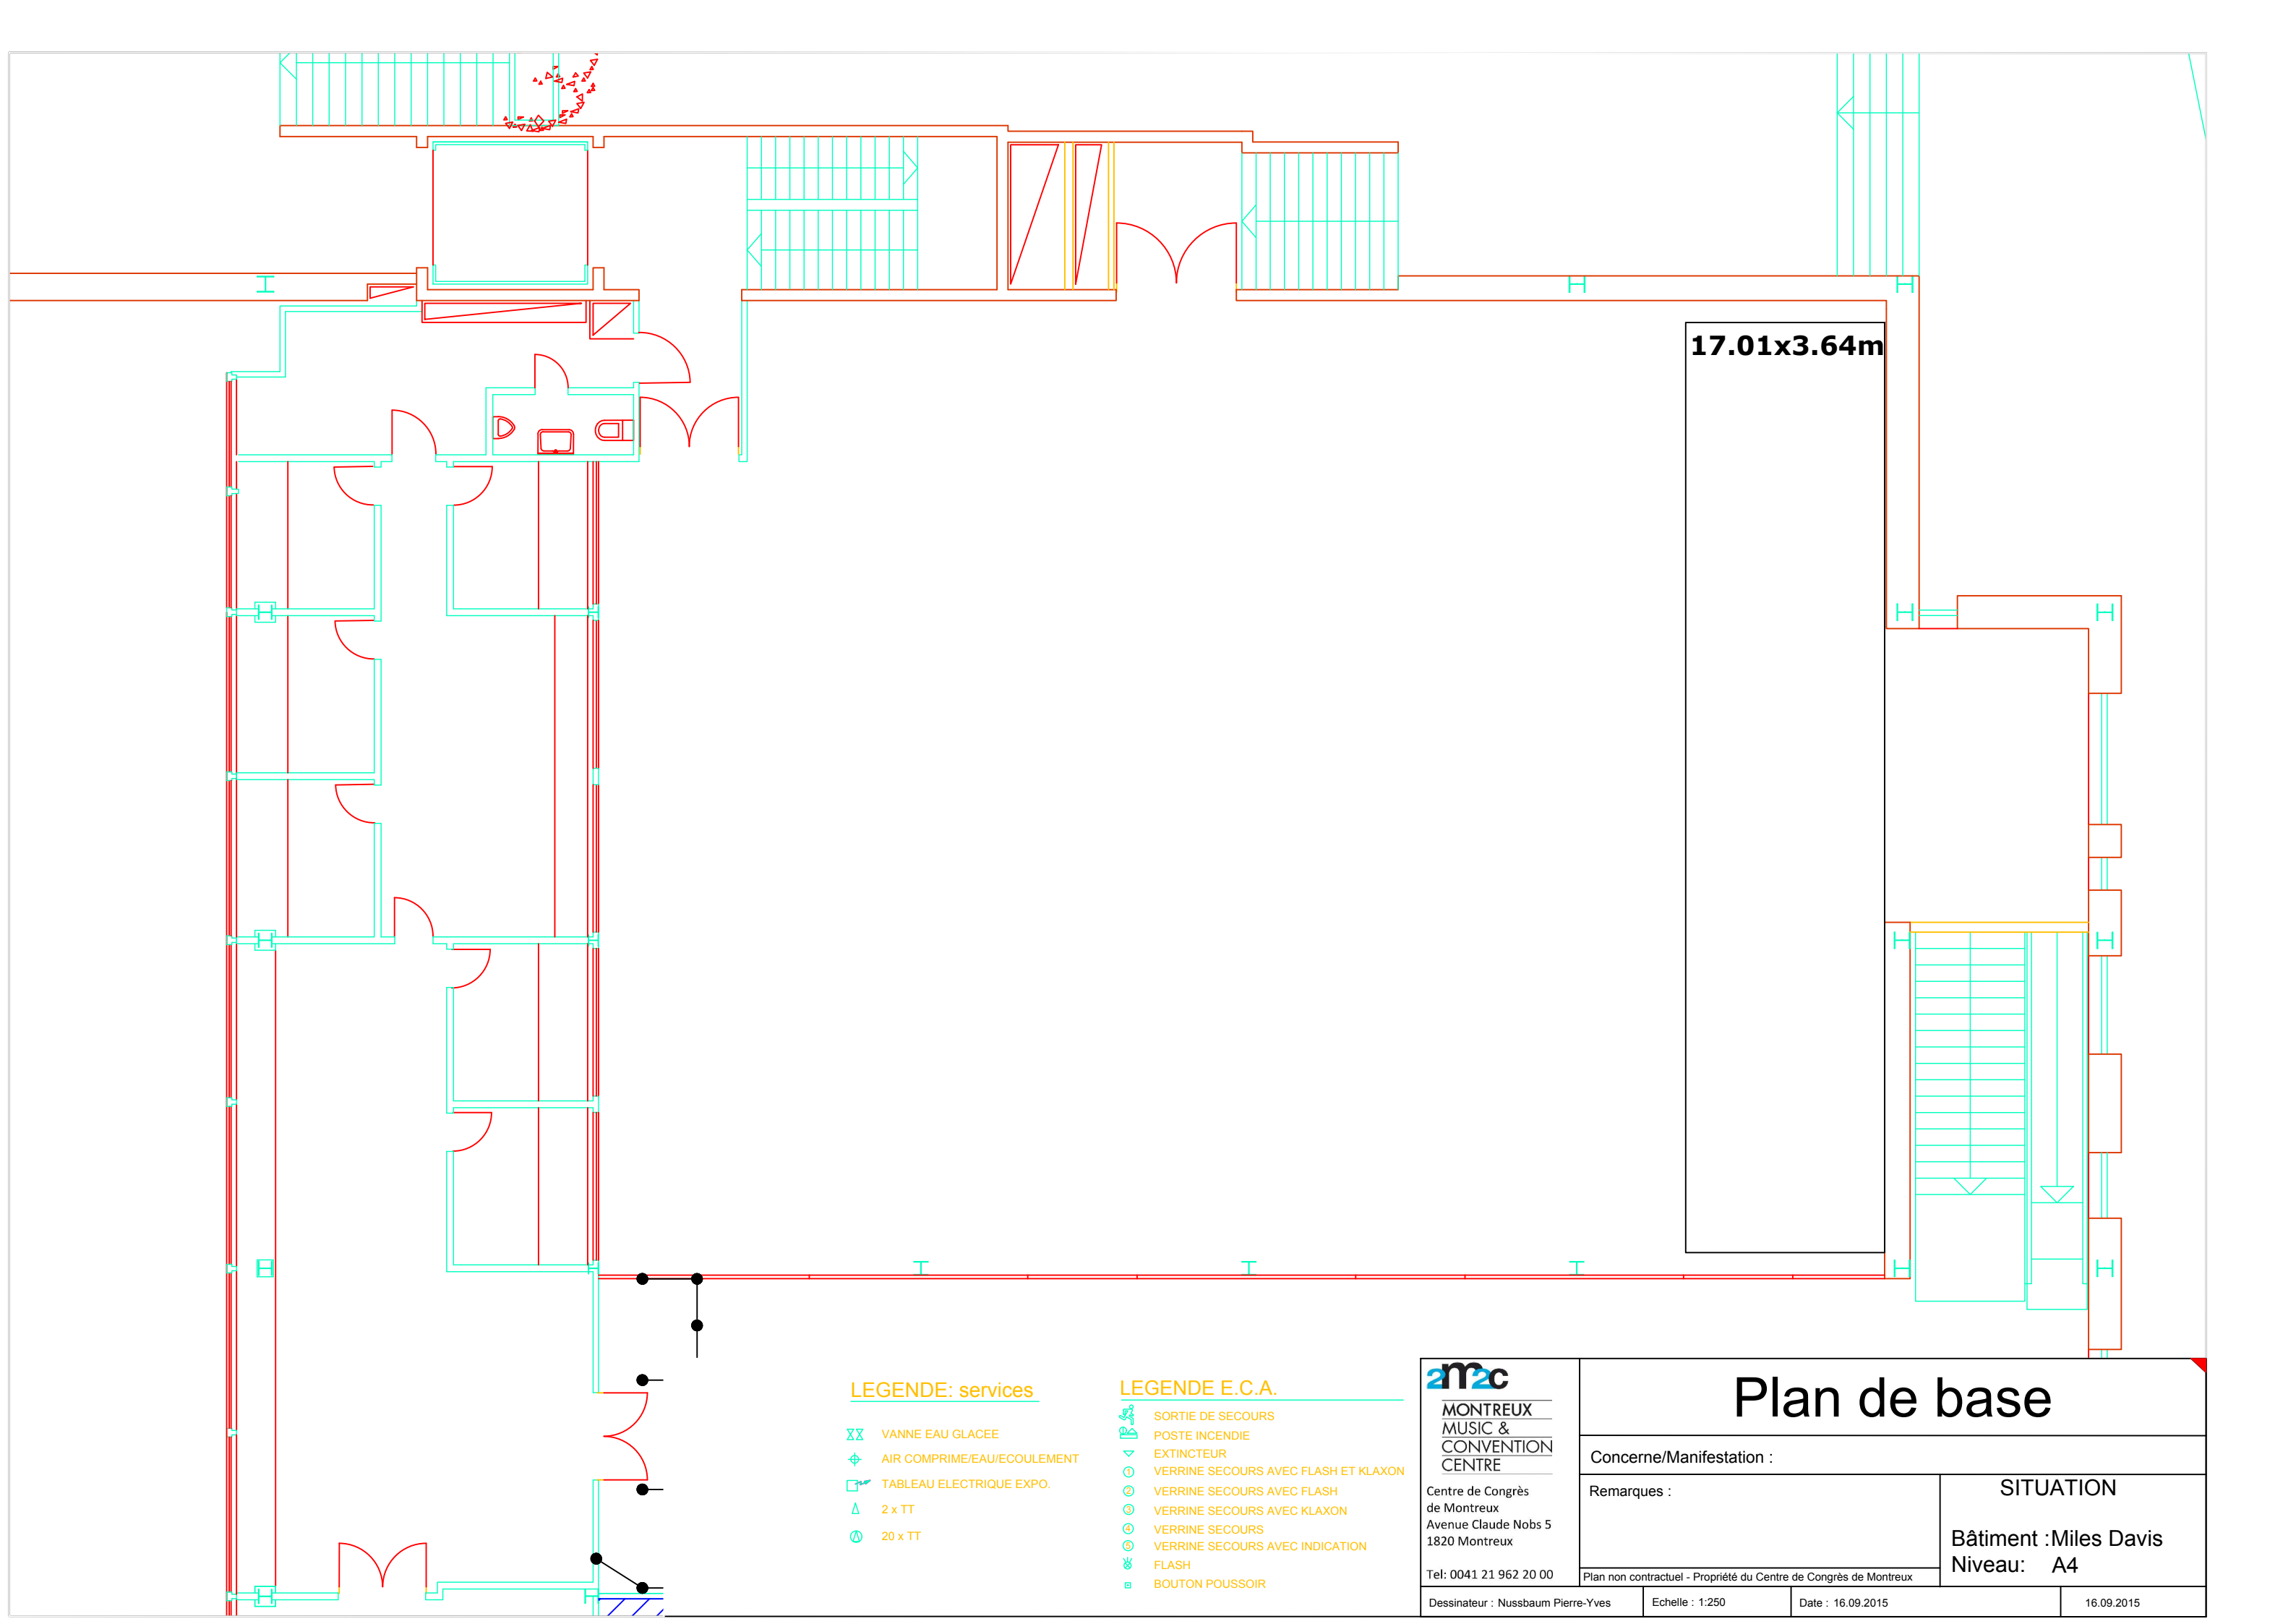 17.01x3.64m
LEGENDE: services
VANNE EAU GLACEE
AIR COMPRIME/EAU/ECOULEMENT
TABLEAU ELECTRIQUE EXPO.
2 x TT
20 x TT
LEGENDE E.C.A.
SORTIE DE SECOURS
POSTE INCENDIE
EXTINCTEUR
1 VERRINE SECOURS AVEC FLASH ET KLAXON
2 VERRINE SECOURS AVEC FLASH
3 VERRINE SECOURS AVEC KLAXON
4 VERRINE SECOURS
5 VERRINE SECOURS AVEC INDICATION
FLASH
BOUTON POUSSOIR
2m2c
MONTREUX
MUSIC &
CONVENTION
CENTRE
Centre de Congrès
de Montreux
Avenue Claude Nobs 5
1820 Montreux
Tel: 0041 21 962 20 00
Plan de base
Concerne/Manifestation :
Remarques :
SITUATION
Bâtiment :Miles Davis
Niveau: A4
Plan non contractuel - Propriété du Centre de Congrès de Montreux
Dessinateur : Nussbaum Pierre-Yves
Echelle : 1:250
Date : 16.09.2015
16.09.2015